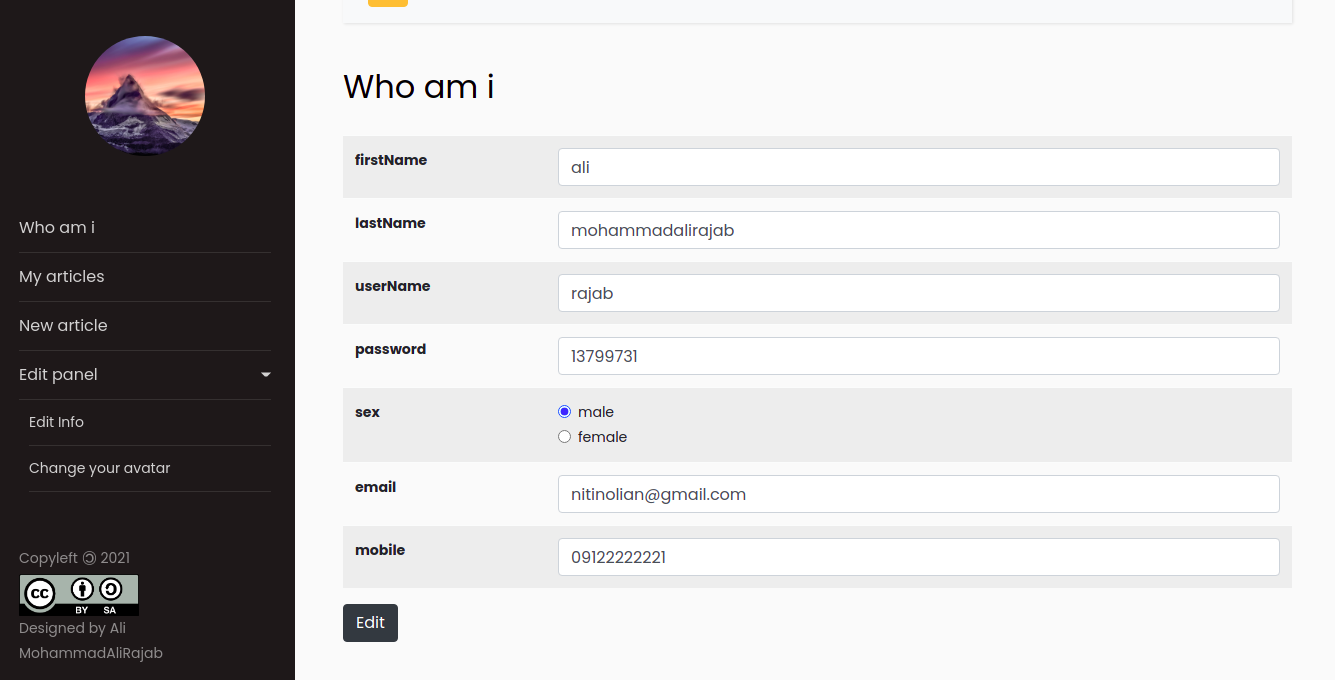 Who am i
My articles
New article
Edit panel
Edit Info
Change your avatar
Copyleft 🄯 2021
cc
BY SA
Designed by Ali
MohammadAliRajab
Who am i
firstName ali
lastName mohammadalirajab
userName rajab
password 13799731
sex male
female
email nitinolian@gmail.com
mobile 09122222221
Edit